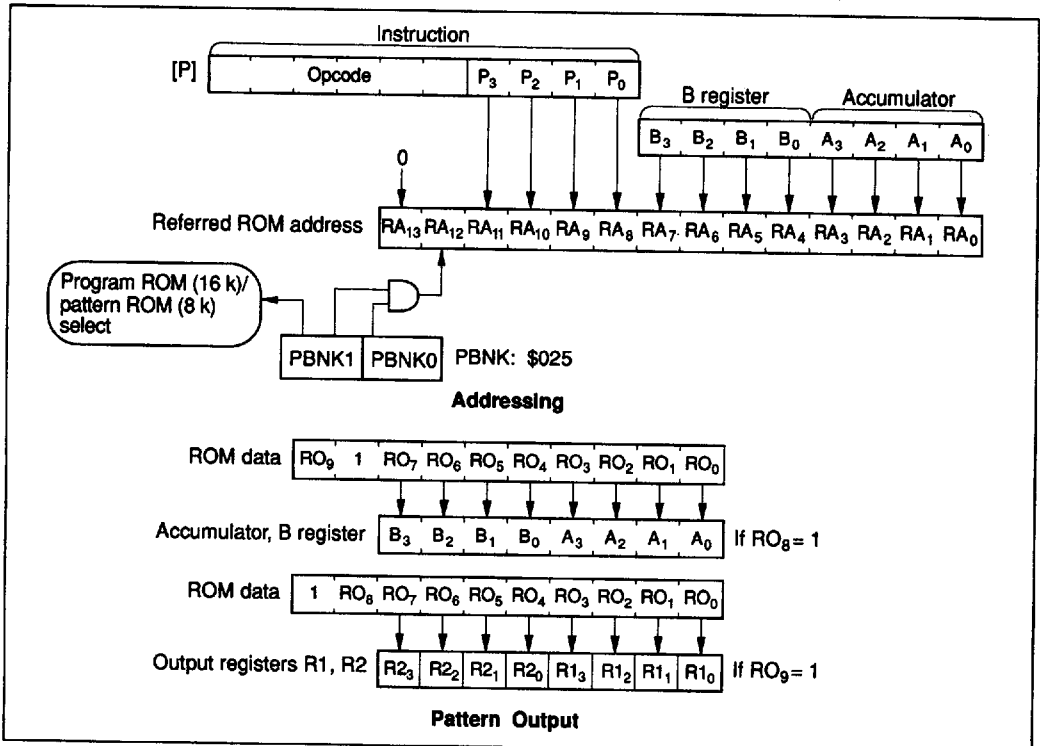 Instruction
[P] Opcode P3 P2 P1 P0
B register Accumulator
B3 B2 B1 B0 A3 A2 A1 A0
0
Referred ROM address RA13 RA12 RA11 RA10 RA9 RA8 RA7 RA6 RA5 RA4 RA3 RA2 RA1 RA0
Program ROM (16 k)/
pattern ROM (8 k)
select
PBNK1 PBNK0 PBNK: $025
Addressing
ROM data RO9 1 RO7 RO6 RO5 RO4 RO3 RO2 RO1 RO0
Accumulator, B register B3 B2 B1 B0 A3 A2 A1 A0 If RO8 = 1
ROM data 1 RO8 RO7 RO6 RO5 RO4 RO3 RO2 RO1 RO0
Output registers R1, R2 R23 R22 R21 R20 R13 R12 R11 R10 If RO9 = 1
Pattern Output